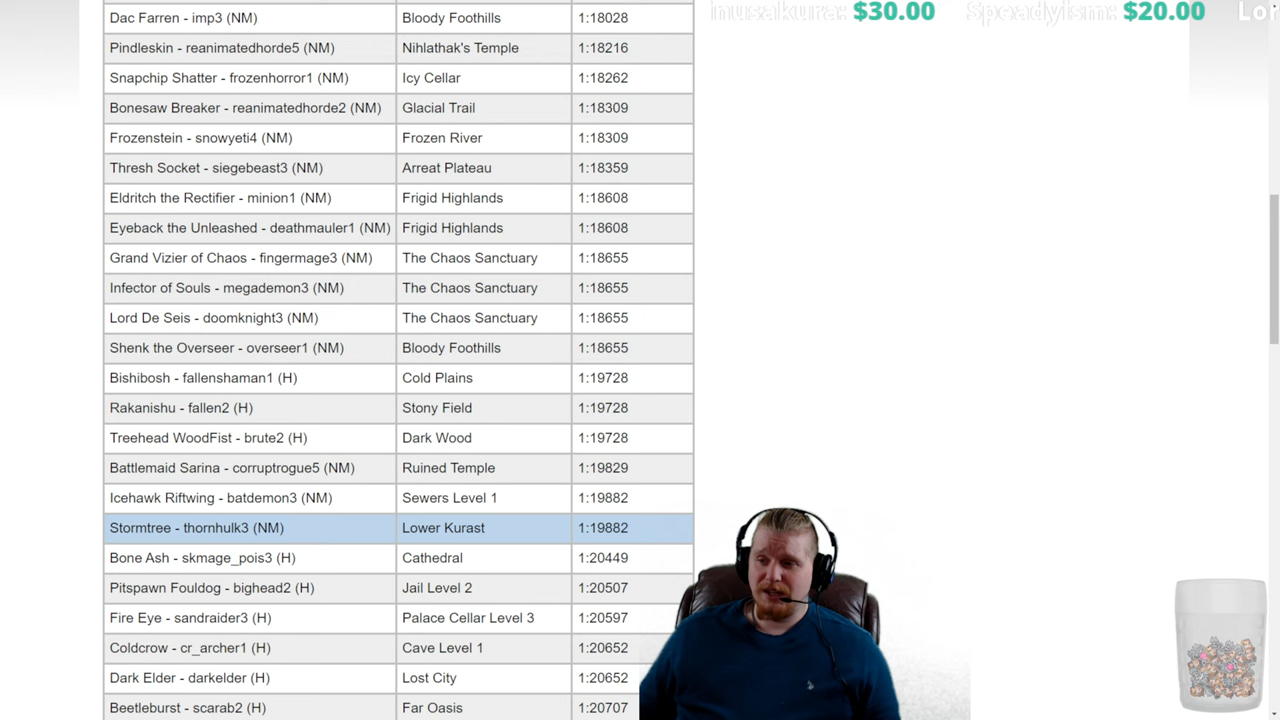 inusakura: $30.00 Speadyism: $20.00 Lor
Dac Farren - imp3 (NM) Bloody Foothills 1:18028
Pindleskin - reanimatedhorde5 (NM) Nihlathak's Temple 1:18216
Snapchip Shatter - frozenhorror1 (NM) Icy Cellar 1:18262
Bonesaw Breaker - reanimatedhorde2 (NM) Glacial Trail 1:18309
Frozenstein - snowyeti4 (NM) Frozen River 1:18309
Thresh Socket - siegebeast3 (NM) Arreat Plateau 1:18359
Eldritch the Rectifier - minion1 (NM) Frigid Highlands 1:18608
Eyeback the Unleashed - deathmauler1 (NM) Frigid Highlands 1:18608
Grand Vizier of Chaos - fingermage3 (NM) The Chaos Sanctuary 1:18655
Infector of Souls - megademon3 (NM) The Chaos Sanctuary 1:18655
Lord De Seis - doomknight3 (NM) The Chaos Sanctuary 1:18655
Shenk the Overseer - overseer1 (NM) Bloody Foothills 1:18655
Bishibosh - fallenshaman1 (H) Cold Plains 1:19728
Rakanishu - fallen2 (H) Stony Field 1:19728
Treehead WoodFist - brute2 (H) Dark Wood 1:19728
Battlemaid Sarina - corruptrogue5 (NM) Ruined Temple 1:19829
Icehawk Riftwing - batdemon3 (NM) Sewers Level 1 1:19882
Stormtree - thornhulk3 (NM) Lower Kurast 1:19882
Bone Ash - skmage_pois3 (H) Cathedral 1:20449
Pitspawn Fouldog - bighead2 (H) Jail Level 2 1:20507
Fire Eye - sandraider3 (H) Palace Cellar Level 3 1:20597
Coldcrow - cr_archer1 (H) Cave Level 1 1:20652
Dark Elder - darkelder (H) Lost City 1:20652
Beetleburst - scarab2 (H) Far Oasis 1:20707